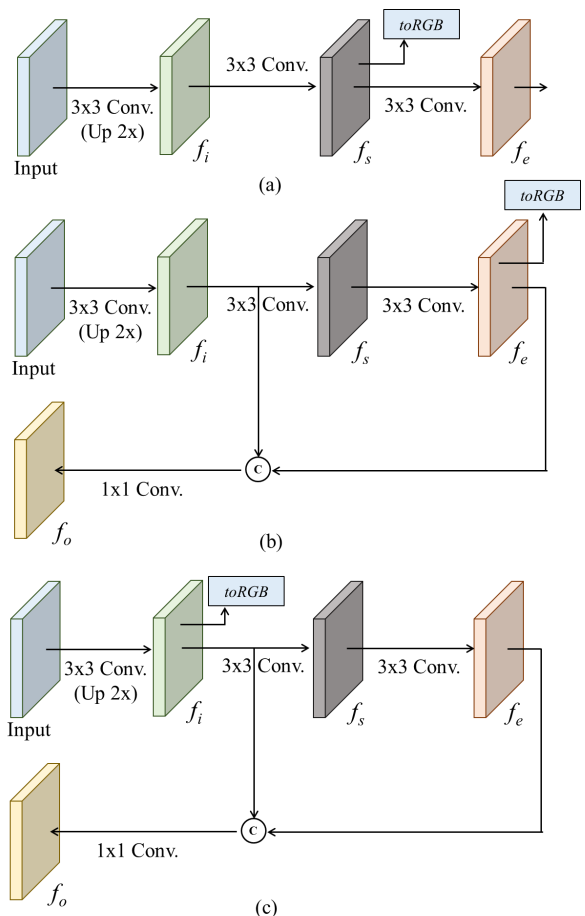 toRGB
3x3 Conv.
3x3 Conv.
(Up 2x)
3x3 Conv.
Input
f_i
f_s
f_e
(a)
toRGB
3x3 Conv.
(Up 2x)
3x3 Conv.
3x3 Conv.
Input
f_i
f_s
f_e
C
1x1 Conv.
f_o
(b)
toRGB
3x3 Conv.
(Up 2x)
3x3 Conv.
3x3 Conv.
Input
f_i
f_s
f_e
C
1x1 Conv.
f_o
(c)